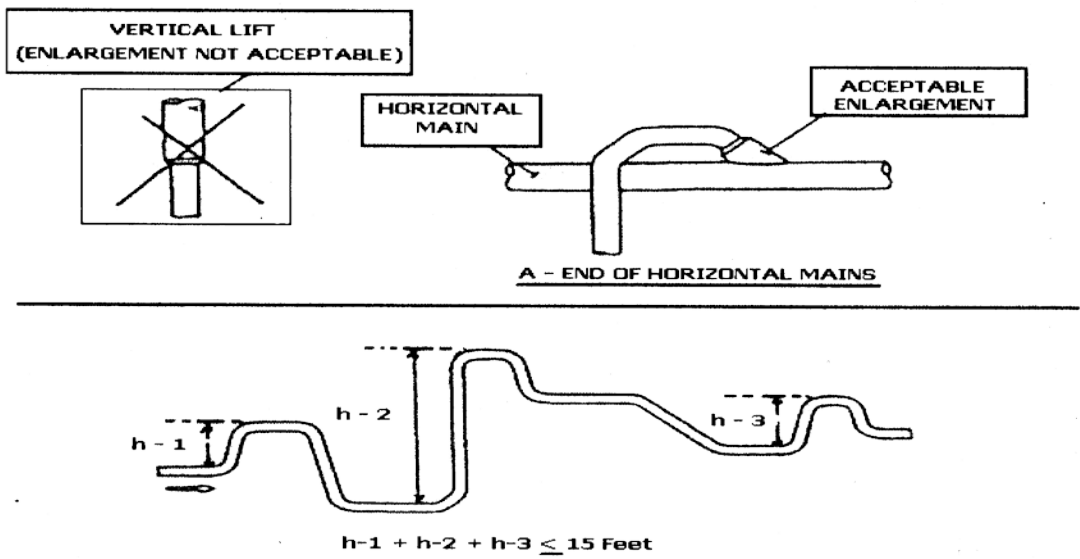 VERTICAL LIFT
(ENLARGEMENT NOT ACCEPTABLE)
HORIZONTAL
MAIN
ACCEPTABLE
ENLARGEMENT
A - END OF HORIZONTAL MAINS
h - 1
h - 2
h - 3
h-1 + h-2 + h-3 ≤ 15 Feet